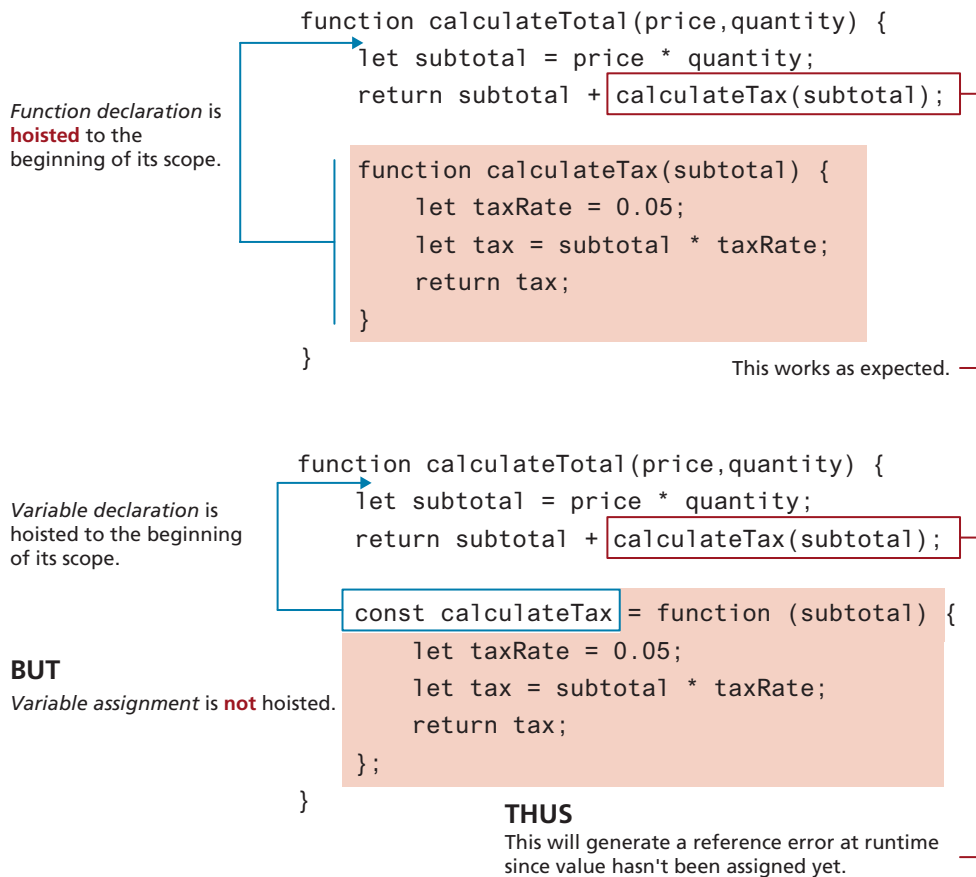 function calculateTotal(price,quantity) {
let subtotal = price * quantity;
return subtotal + calculateTax(subtotal);
Function declaration is
hoisted to the
beginning of its scope.
function calculateTax(subtotal) {
let taxRate = 0.05;
let tax = subtotal * taxRate;
return tax;
}
}
This works as expected.
function calculateTotal(price,quantity) {
let subtotal = price * quantity;
return subtotal + calculateTax(subtotal);
Variable declaration is
hoisted to the beginning
of its scope.
const calculateTax = function (subtotal) {
let taxRate = 0.05;
let tax = subtotal * taxRate;
return tax;
};
}
BUT
Variable assignment is not hoisted.
THUS
This will generate a reference error at runtime
since value hasn't been assigned yet.